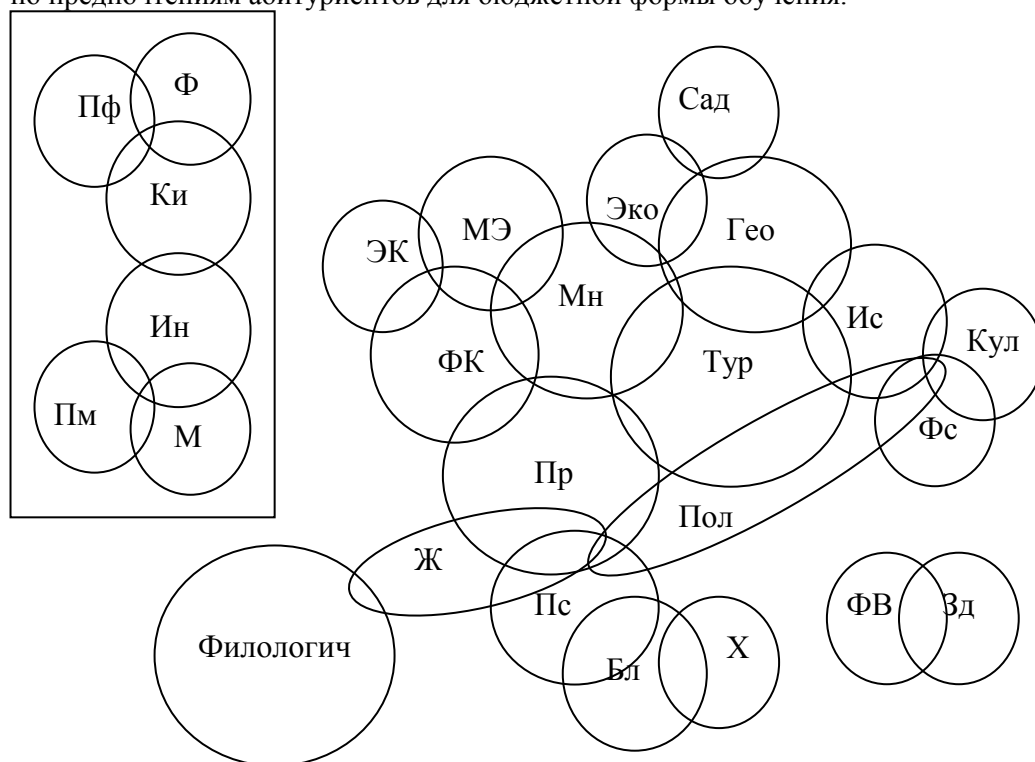 по предпочтениям абитуриентов для бюджетной формы обучения.
Ф
Пф
Сад
Ки
Эко
МЭ
Гео
ЭК
Мн
Ис
Ин
Кул
ФК
Тур
Пм
Фс
М
Пр
Пол
Ж
ФВ
Зд
Пс
Филологич
Х
Бл